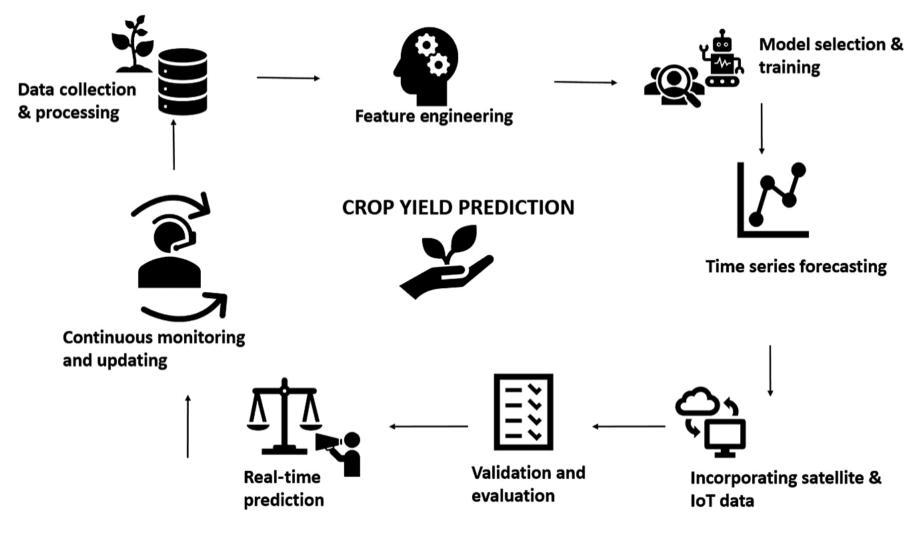 Data collection
& processing
Feature engineering
Model selection &
training
CROP YIELD PREDICTION
Time series forecasting
Continuous monitoring
and updating
Real-time
prediction
Validation and
evaluation
Incorporating satellite &
IoT data